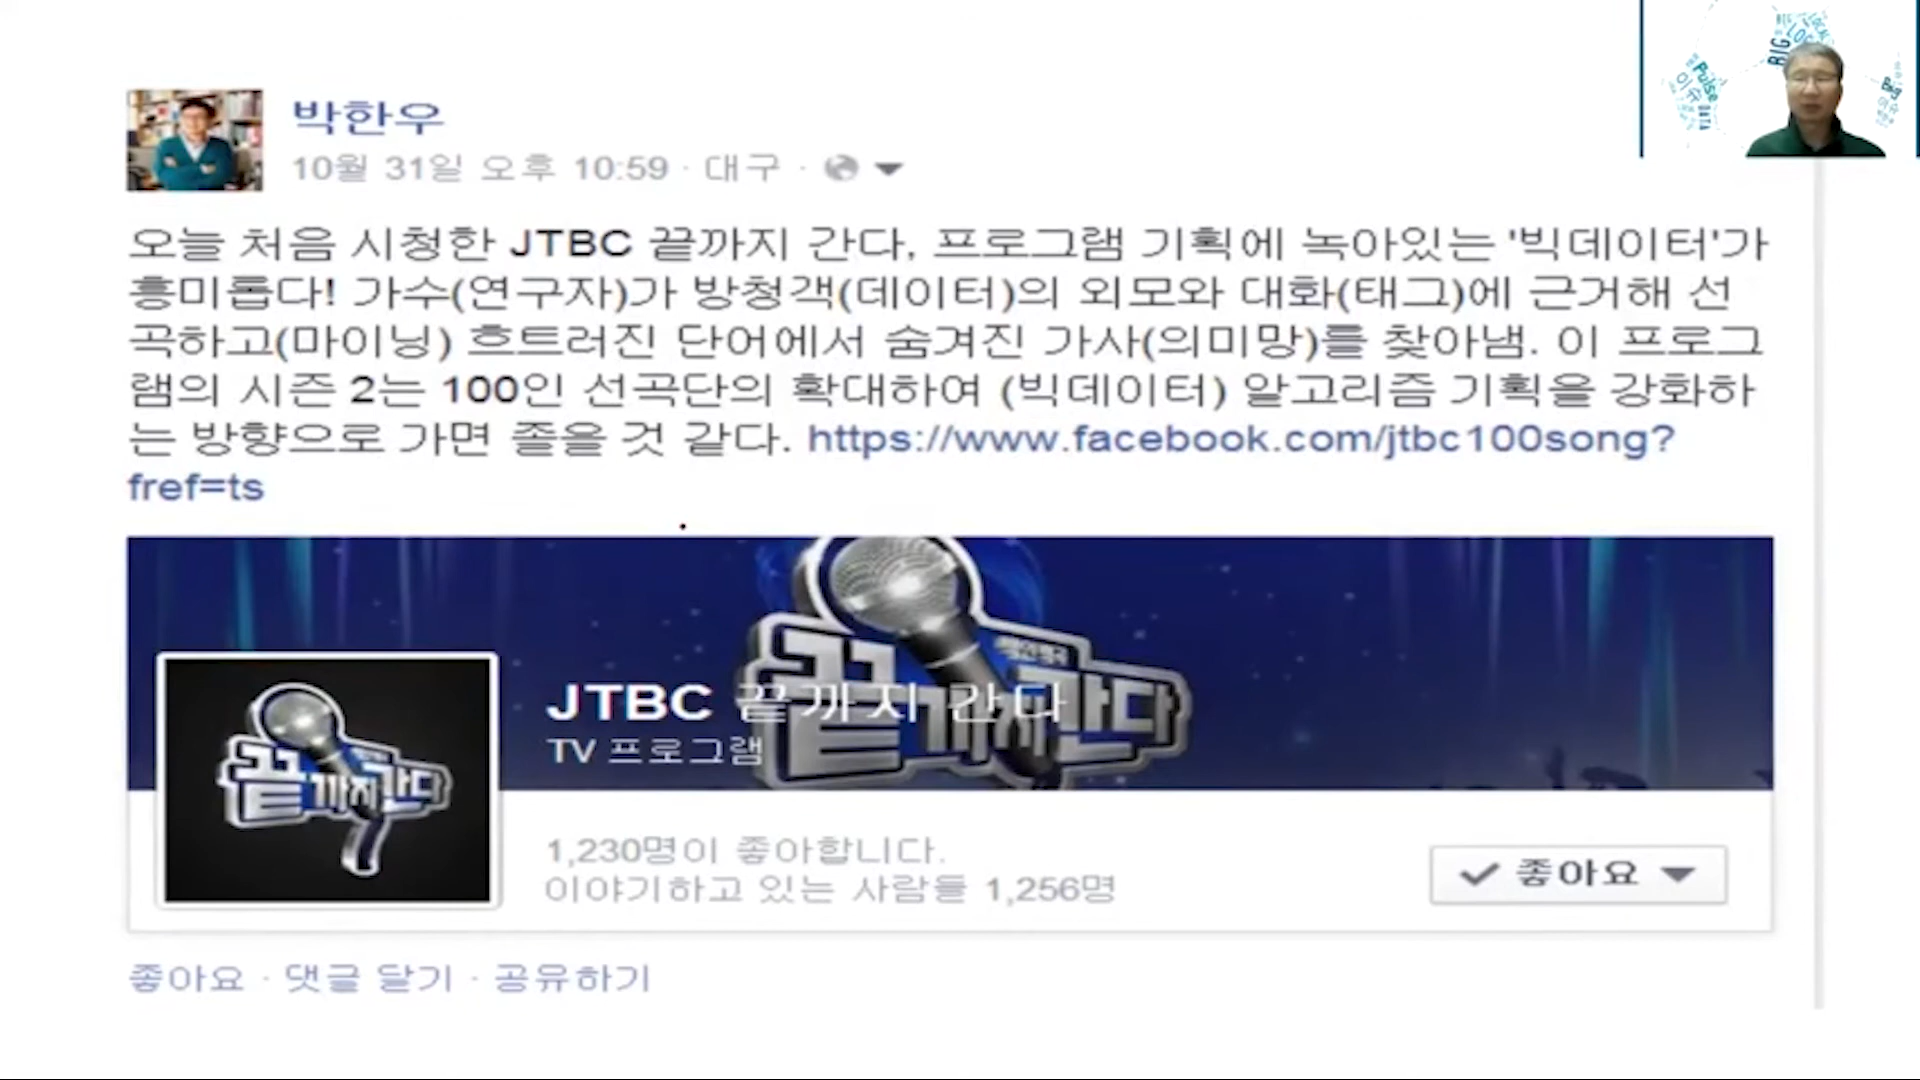 박한우
10월 31일 오후 10:59 · 대구 ·
오늘 처음 시청한 JTBC 끝까지 간다, 프로그램 기획에 녹아있는 '빅데이터'가
흥미롭다! 가수(연구자)가 방청객(데이터)의 외모와 대화(태그)에 근거해 선
곡하고(마이닝) 흐트러진 단어에서 숨겨진 가사(의미망)를 찾아냄. 이 프로그
램의 시즌 2는 100인 선곡단의 확대하여 (빅데이터) 알고리즘 기획을 강화하
는 방향으로 가면 좋을 것 같다. https://www.facebook.com/jtbc100song?
fref=ts
끝까지간다
JTBC 끝까지 간다
TV 프로그램
끝까지간다
1,230명이 좋아합니다.
이야기하고 있는 사람들 1,256명
좋아요
좋아요 · 댓글 달기 · 공유하기
BIG
Pulse
이슈
DATA